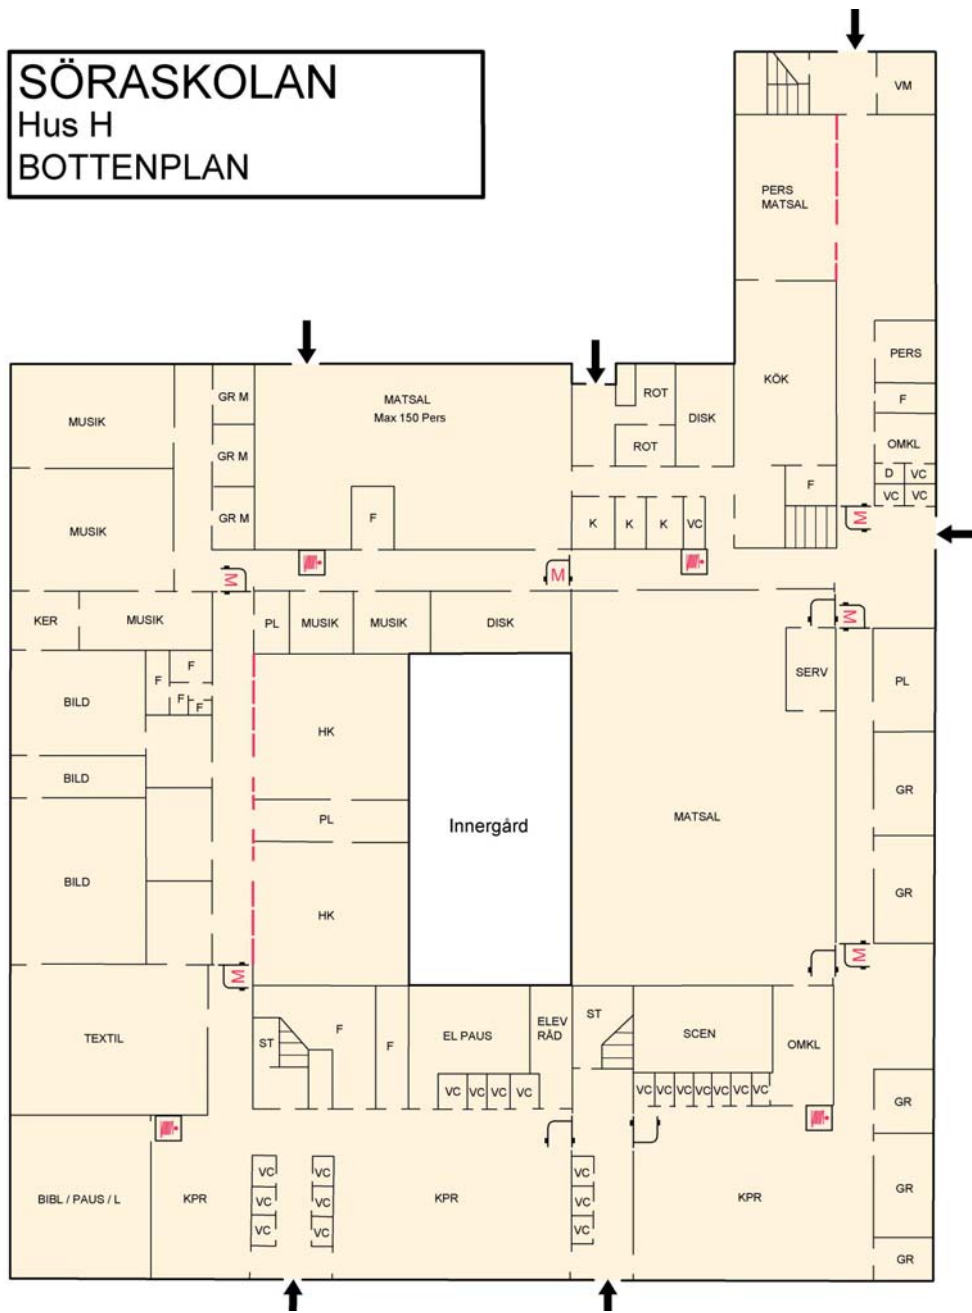 SÖRASKOLAN
Hus H
BOTTENPLAN
VM
PERS
MATSAL
PERS
F
OMKL
D VC
VC VC
KÖK
F
M
MUSIK
GR M
MATSAL
Max 150 Pers
ROT
DISK
ROT
GR M
MUSIK
GR M
F
K K K VC
M
M
M
KER
MUSIK
PL
MUSIK
MUSIK
DISK
SERV
PL
BILD
F
F
F
F
HK
BILD
PL
Innergård
MATSAL
GR
BILD
HK
GR
M
M
TEXTIL
ST
F
F
EL PAUS
ELEV
RÅD
ST
SCEN
OMKL
VC VC VC VC
VC VC VC VC VC VC VC
GR
BIBL / PAUS / L
KPR
VC
VC
VC
VC
VC
VC
KPR
VC
VC
VC
KPR
GR
GR